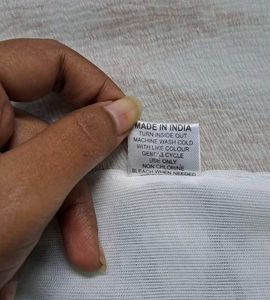 MADE IN INDIA
TURN INSIDE OUT
MACHINE WASH COLD
WITH LIKE COLOUR
GENTAL CYCLE
USE ONLY
NON CHLORINE
BLEACH WHEN NEEDED